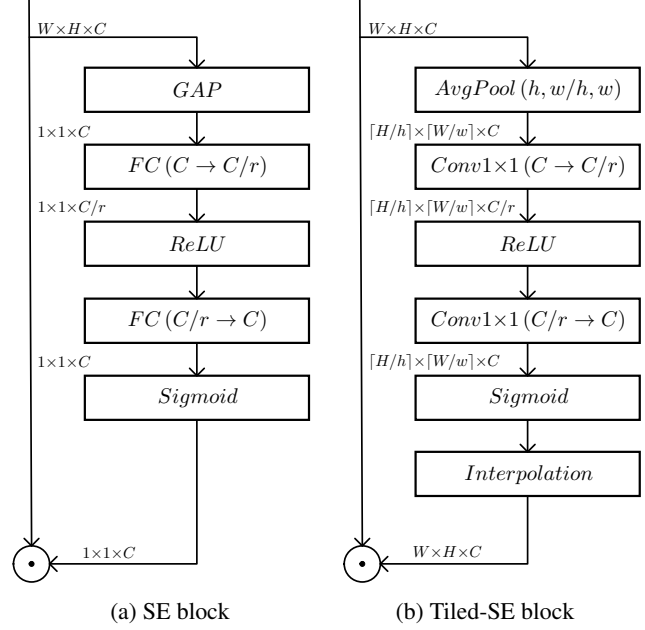 W×H×C
GAP
1×1×C
FC (C → C/r)
1×1×C/r
ReLU
FC (C/r → C)
1×1×C
Sigmoid
1×1×C
(a) SE block
W×H×C
AvgPool (h, w/h, w)
⌈H/h⌉×⌈W/w⌉×C
Conv1×1 (C → C/r)
⌈H/h⌉×⌈W/w⌉×C/r
ReLU
Conv1×1 (C/r → C)
⌈H/h⌉×⌈W/w⌉×C
Sigmoid
Interpolation
W×H×C
(b) Tiled-SE block